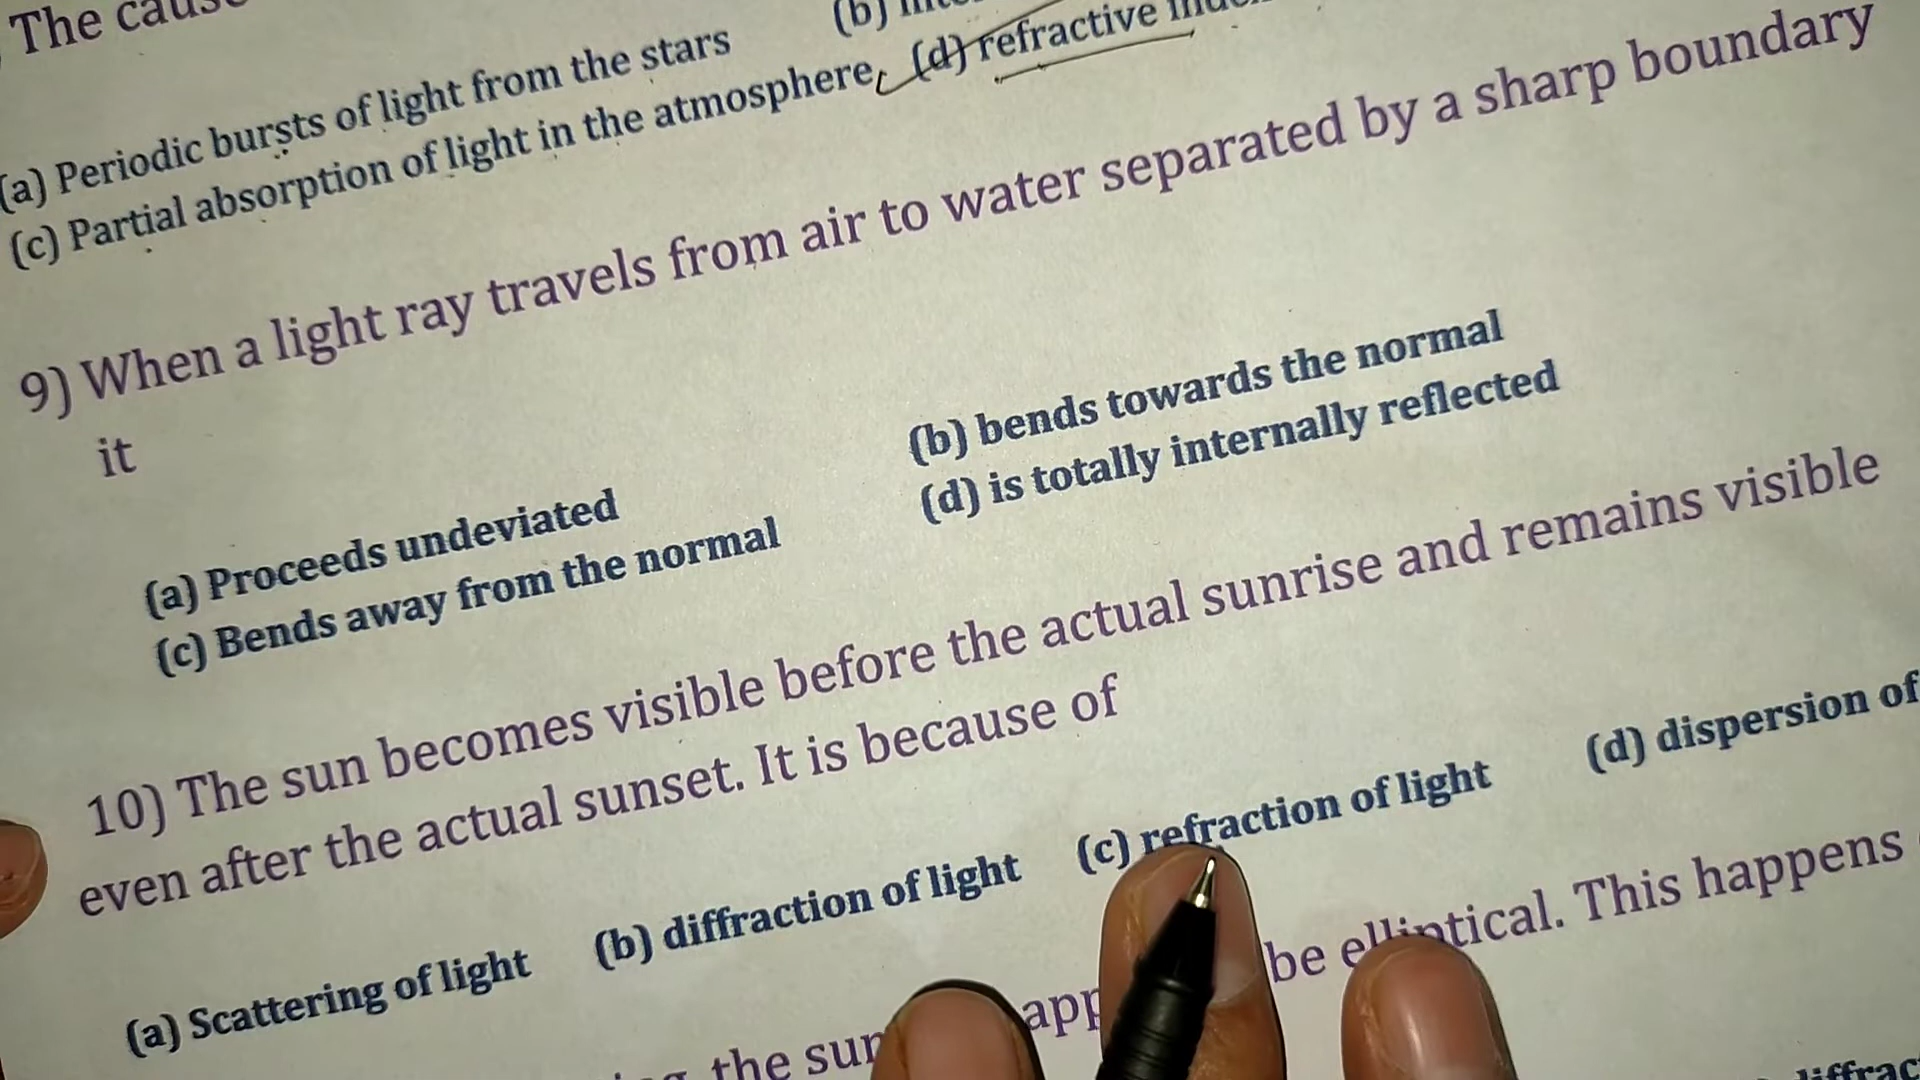 The
(a) Periodic bursts of light from the stars (b)
(c) Partial absorption of light in the atmosphere (d) refractive
9) When a light ray travels from air to water separated by a sharp boundary
it
(a) Proceeds undeviated (b) bends towards the normal
(c) Bends away from the normal (d) is totally internally reflected
10) The sun becomes visible before the actual sunrise and remains visible
even after the actual sunset. It is because of
(a) Scattering of light (b) diffraction of light (c) refraction of light (d) dispersion of
the sun be elliptical. This happens